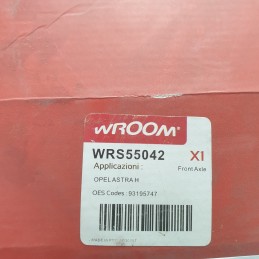 WROOM®
WRS55042 XI
Applicazioni : Front Axle
OPEL ASTRA H
OES Codes : 93195747